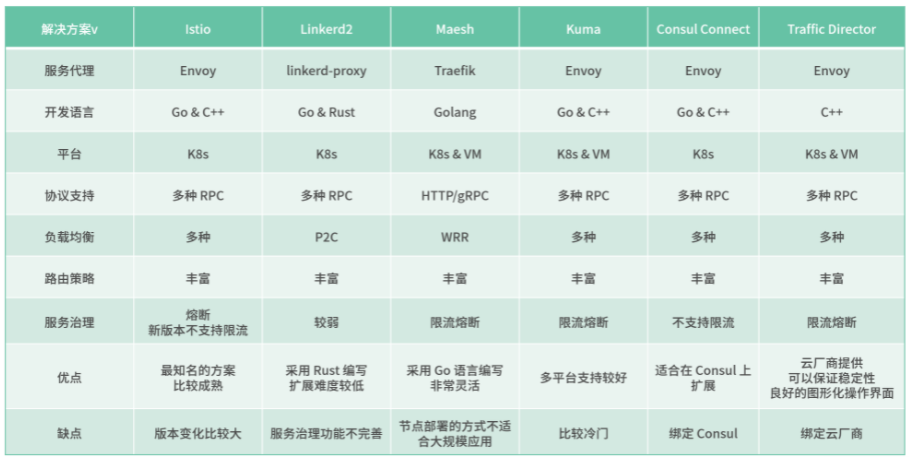 解决方案v Istio Linkerd2 Maesh Kuma Consul Connect Traffic Director
服务代理 Envoy linkerd-proxy Traefik Envoy Envoy Envoy
开发语言 Go & C++ Go & Rust Golang Go & C++ Go & C++ C++
平台 K8s K8s K8s & VM K8s & VM K8s K8s & VM
协议支持 多种 RPC 多种 RPC HTTP/gRPC 多种 RPC 多种 RPC 多种 RPC
负载均衡 多种 P2C WRR 多种 多种 多种
路由策略 丰富 丰富 丰富 丰富 丰富 丰富
服务治理 熔断
新版本不支持限流 较弱 限流熔断 限流熔断 不支持限流 限流熔断
优点 最知名的方案
比较成熟 采用 Rust 编写
扩展难度较低 采用 Go 语言编写
非常灵活 多平台支持较好 适合在 Consul 上
扩展 云厂商提供
可以保证稳定性
良好的图形化操作界面
缺点 版本变化比较大 服务治理功能不完善 节点部署的方式不适
合大规模应用 比较冷门 绑定 Consul 绑定云厂商